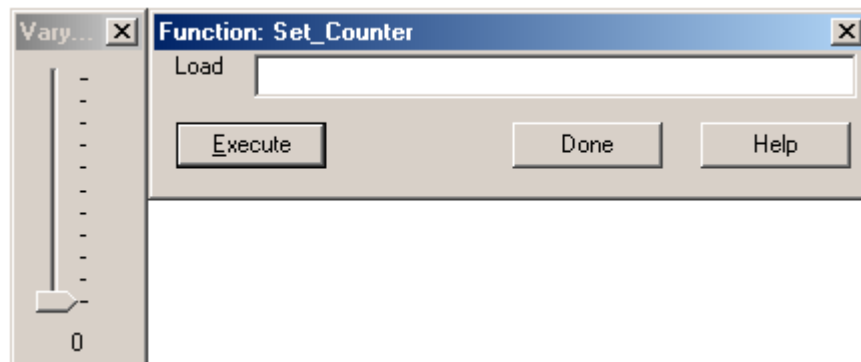 Vary...
Function: Set_Counter
Load
Execute
Done
Help
0